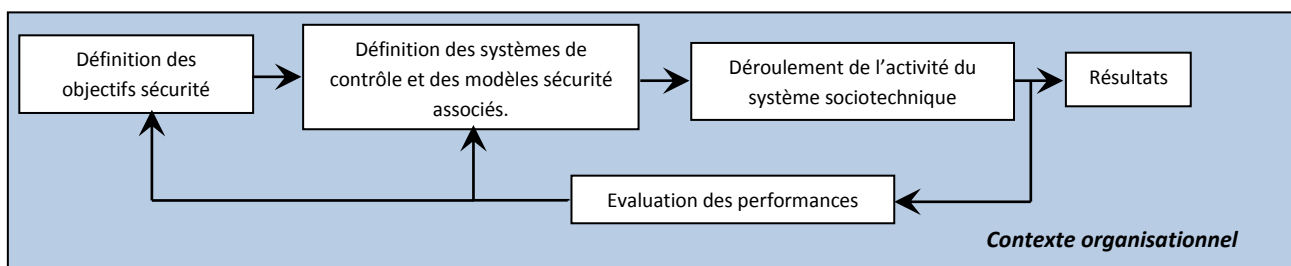 Définition des
objectifs sécurité
Définition des systèmes de
contrôle et des modèles sécurité
associés.
Déroulement de l'activité du
système sociotechnique
Résultats
Evaluation des performances
Contexte organisationnel